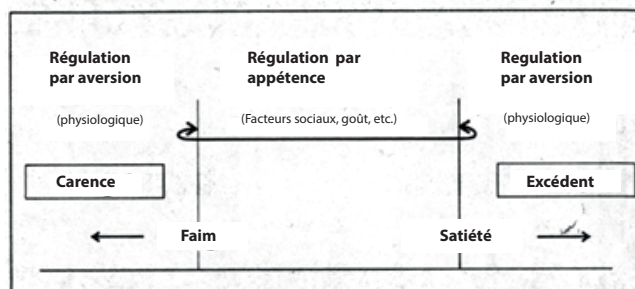 Régulation
par aversion
(physiologique)
Régulation par
appétence
(Facteurs sociaux, goût, etc.)
Regulation
par aversion
(physiologique)
Carence
Excédent
Faim
Satiété